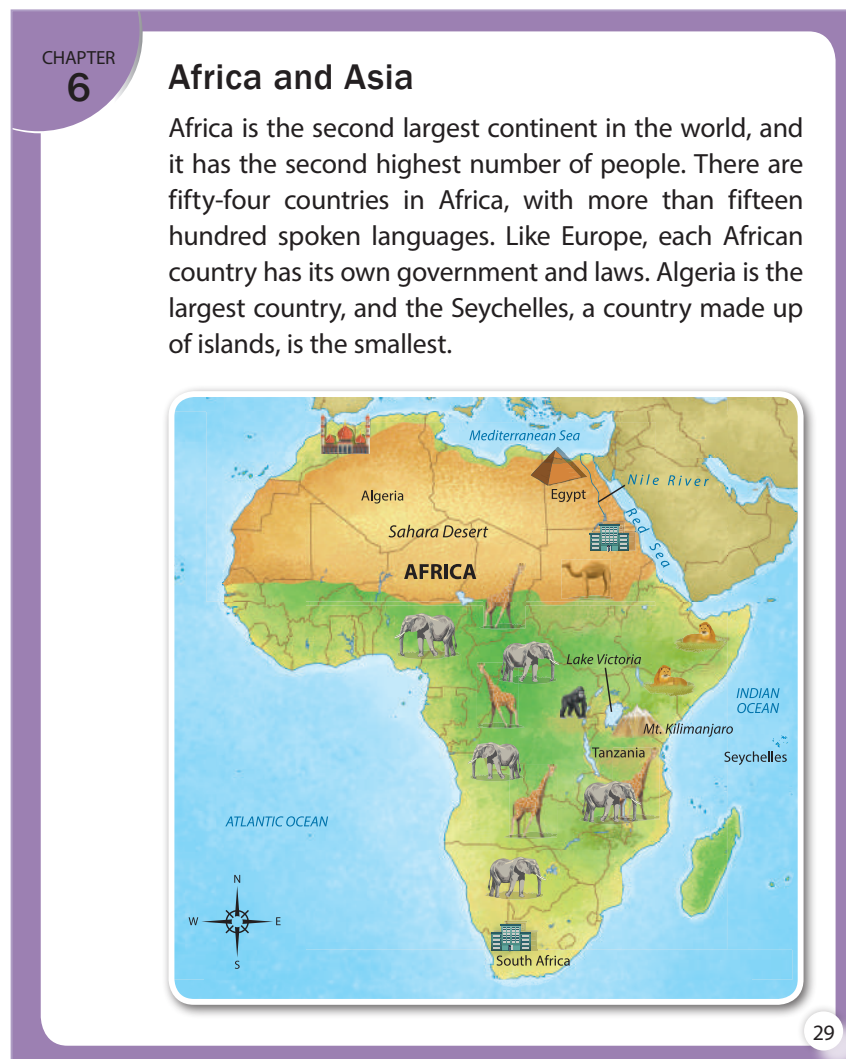 CHAPTER
6
Africa and Asia
Africa is the second largest continent in the world, and
it has the second highest number of people. There are
fifty-four countries in Africa, with more than fifteen
hundred spoken languages. Like Europe, each African
country has its own government and laws. Algeria is the
largest country, and the Seychelles, a country made up
of islands, is the smallest.
Mediterranean Sea
Nile River
Algeria
Egypt
Red Sea
Sahara Desert
AFRICA
Lake Victoria
INDIAN
OCEAN
Mt. Kilimanjaro
Tanzania
Seychelles
ATLANTIC OCEAN
N
W
E
S
South Africa
29